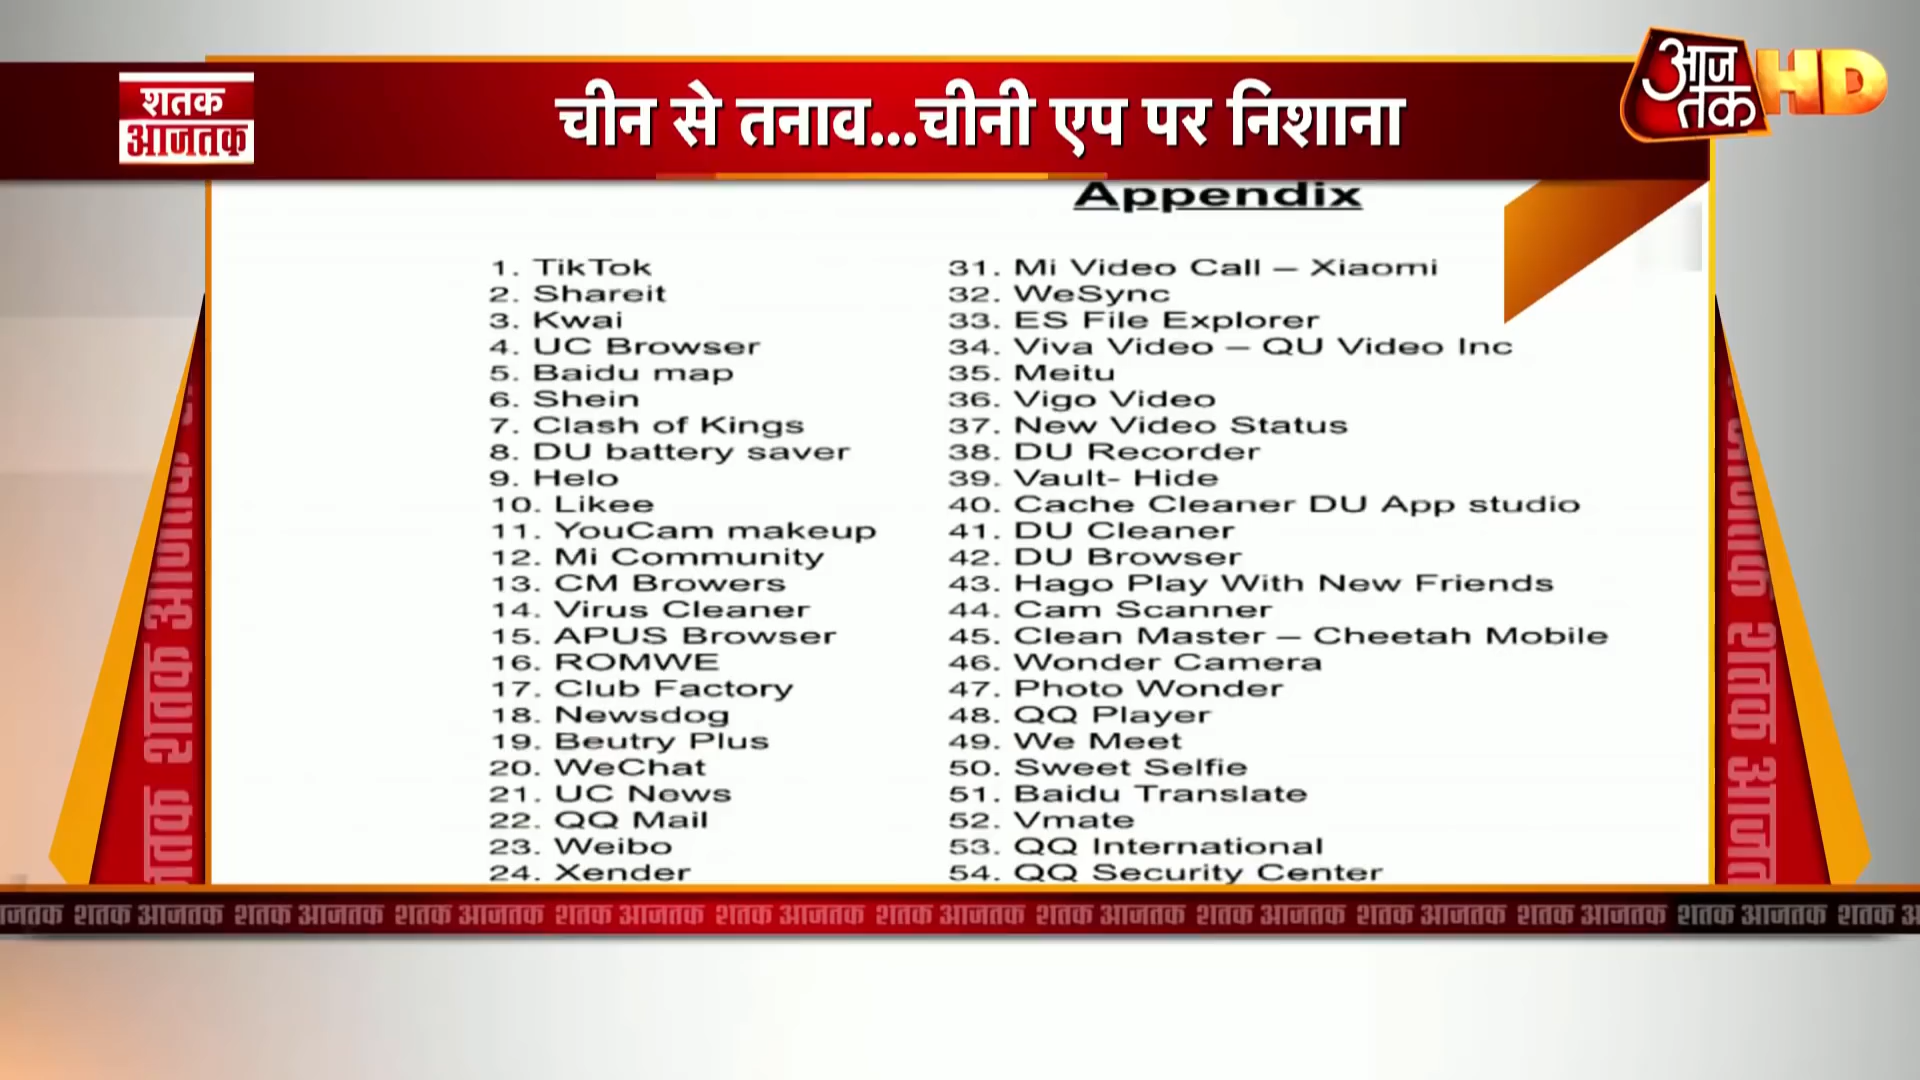 शतक
आजतक
चीन से तनाव...चीनी एप पर निशाना
आज
तक
HD
Appendix
1. TikTok
2. Shareit
3. Kwai
4. UC Browser
5. Baidu map
6. Shein
7. Clash of Kings
8. DU battery saver
9. Helo
10. Likee
11. YouCam makeup
12. Mi Community
13. CM Browers
14. Virus Cleaner
15. APUS Browser
16. ROMWE
17. Club Factory
18. Newsdog
19. Beutry Plus
20. WeChat
21. UC News
22. QQ Mail
23. Weibo
24. Xender
31. Mi Video Call – Xiaomi
32. WeSync
33. ES File Explorer
34. Viva Video – QU Video Inc
35. Meitu
36. Vigo Video
37. New Video Status
38. DU Recorder
39. Vault- Hide
40. Cache Cleaner DU App studio
41. DU Cleaner
42. DU Browser
43. Hago Play With New Friends
44. Cam Scanner
45. Clean Master – Cheetah Mobile
46. Wonder Camera
47. Photo Wonder
48. QQ Player
49. We Meet
50. Sweet Selfie
51. Baidu Translate
52. Vmate
53. QQ International
54. QQ Security Center
शतक आजतक शतक आजतक शतक आजतक शतक आजतक शतक आजतक शतक आजतक शतक आजतक शतक आजतक शतक आजतक शतक आजतक शतक आजतक शतक